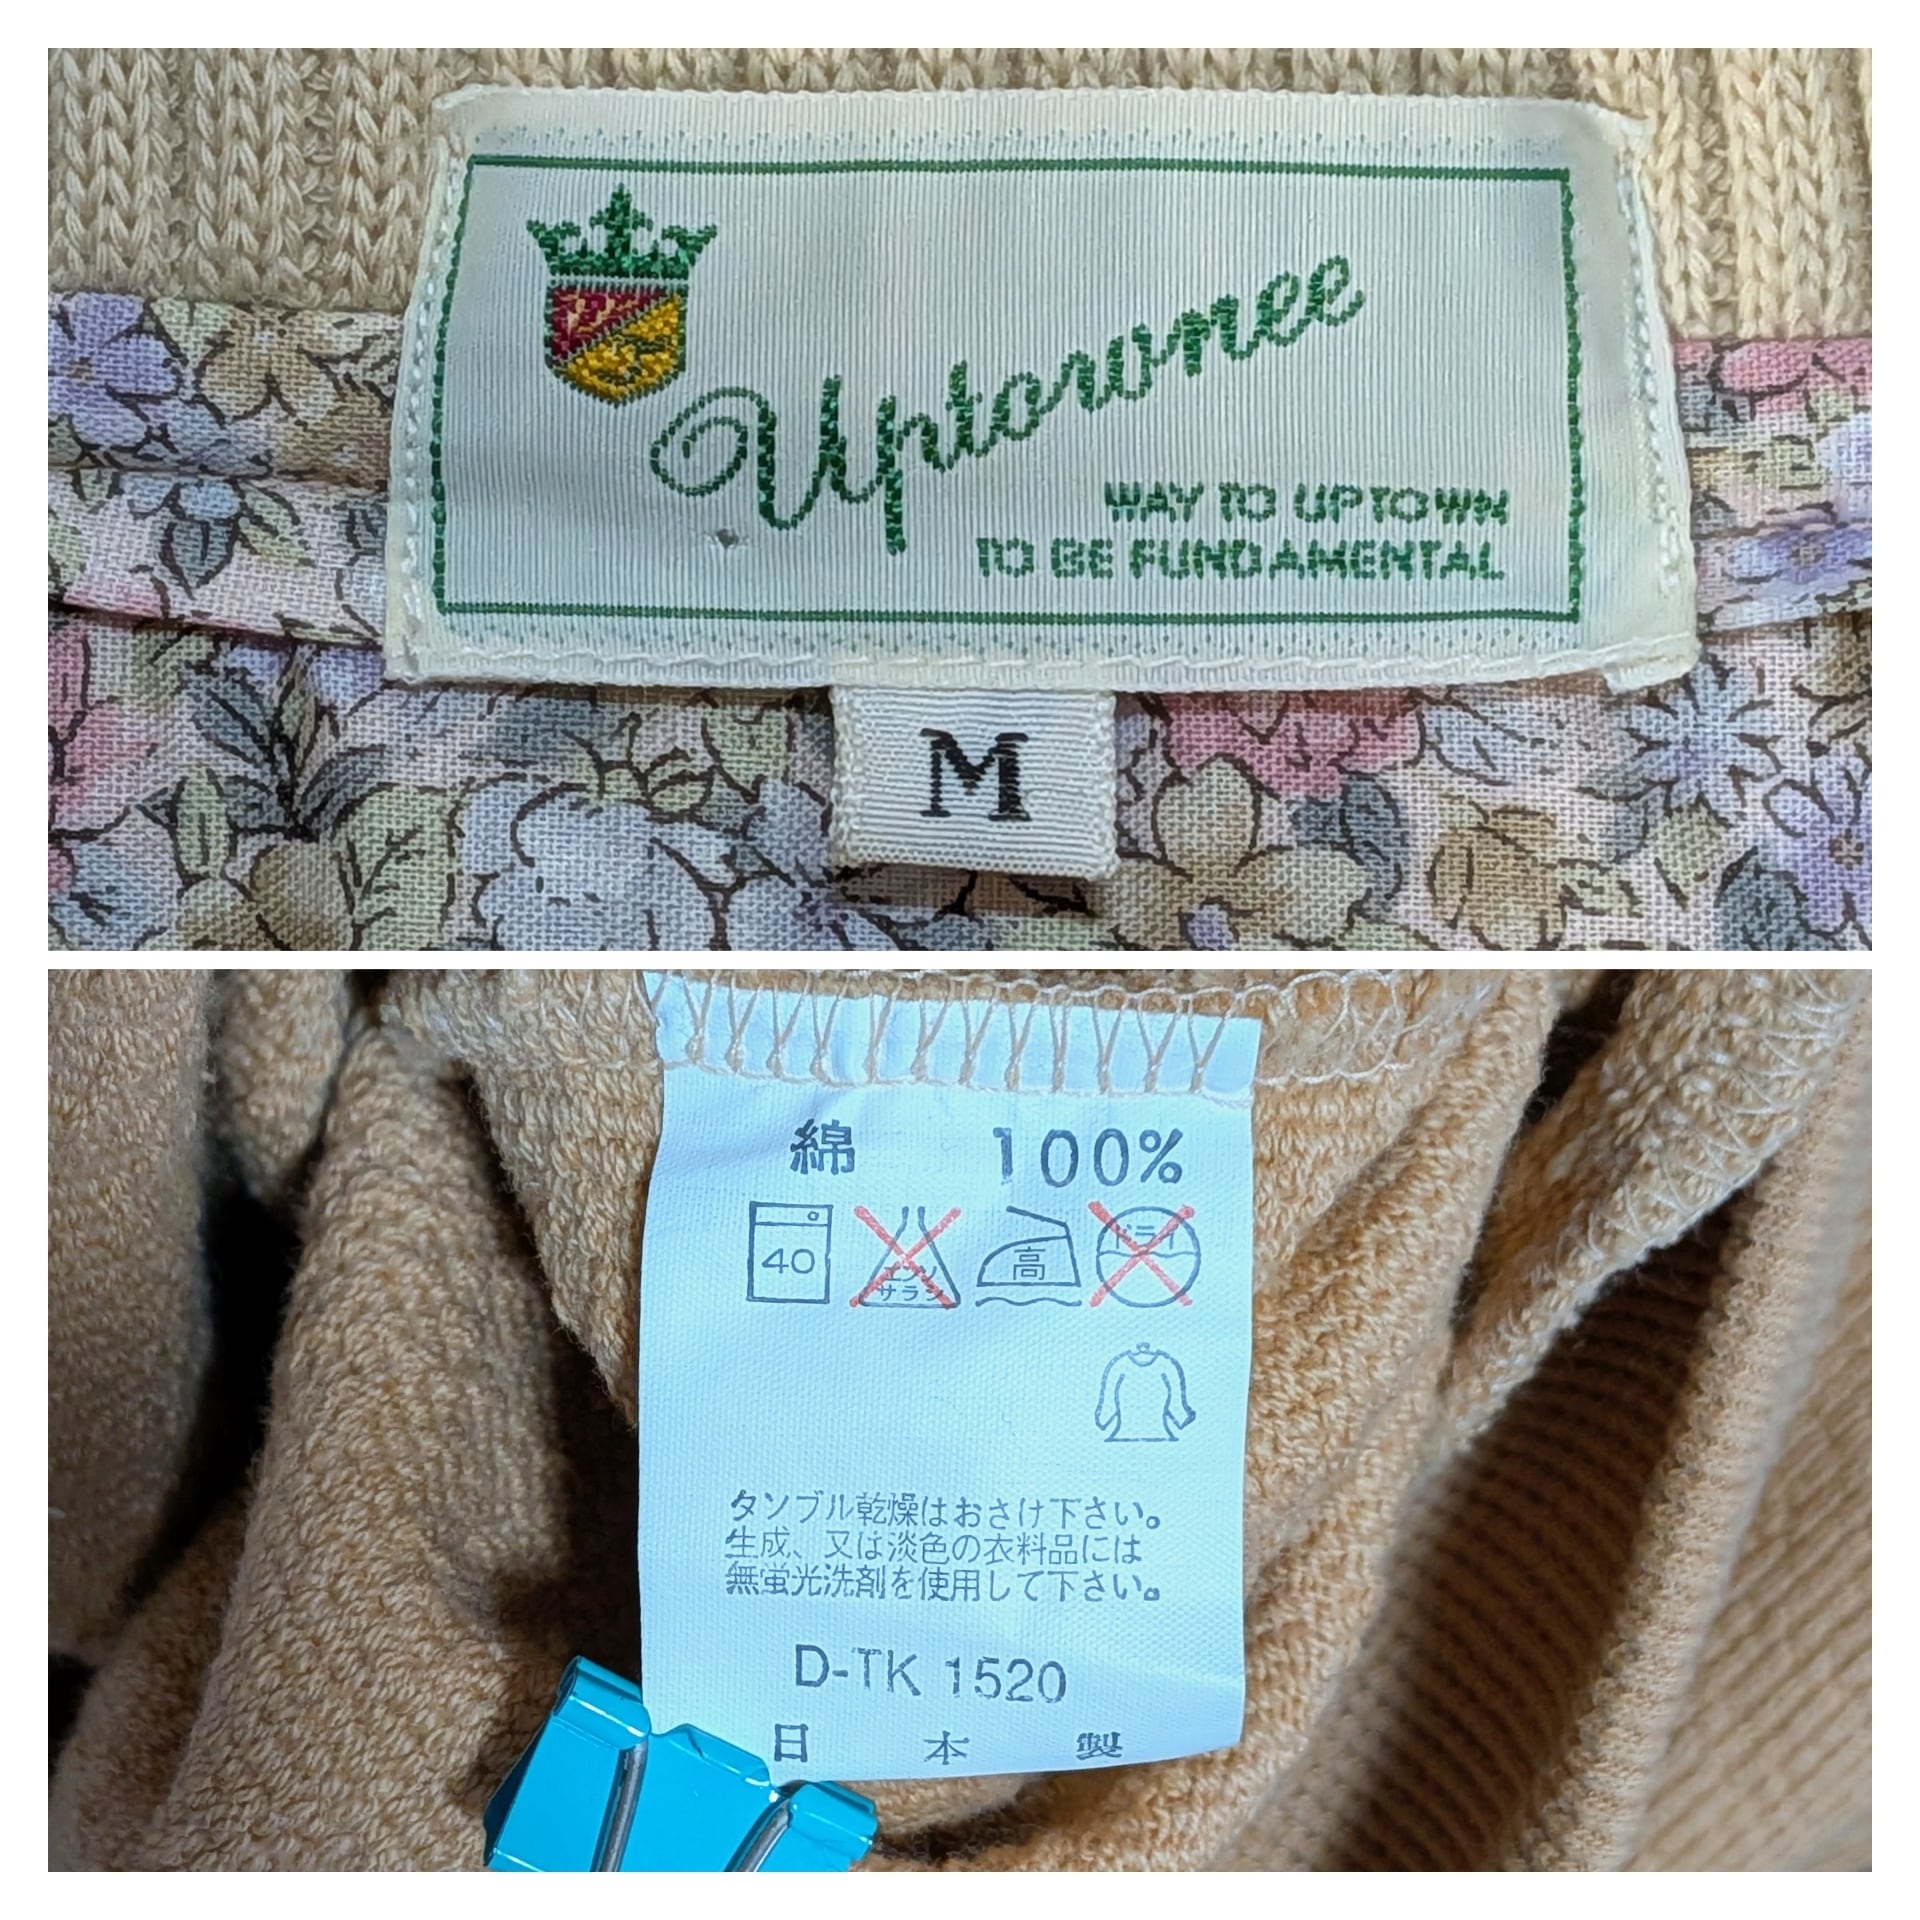 Uptownee
WAY TO UPTOWN
TO BE FUNDAMENTAL
M
綿 100%
40 エンソ サラシ 高 ドライ
タンブル乾燥はおさけ下さい。
生成、又は淡色の衣料品には
無蛍光洗剤を使用して下さい。
D-TK 1520
日本製